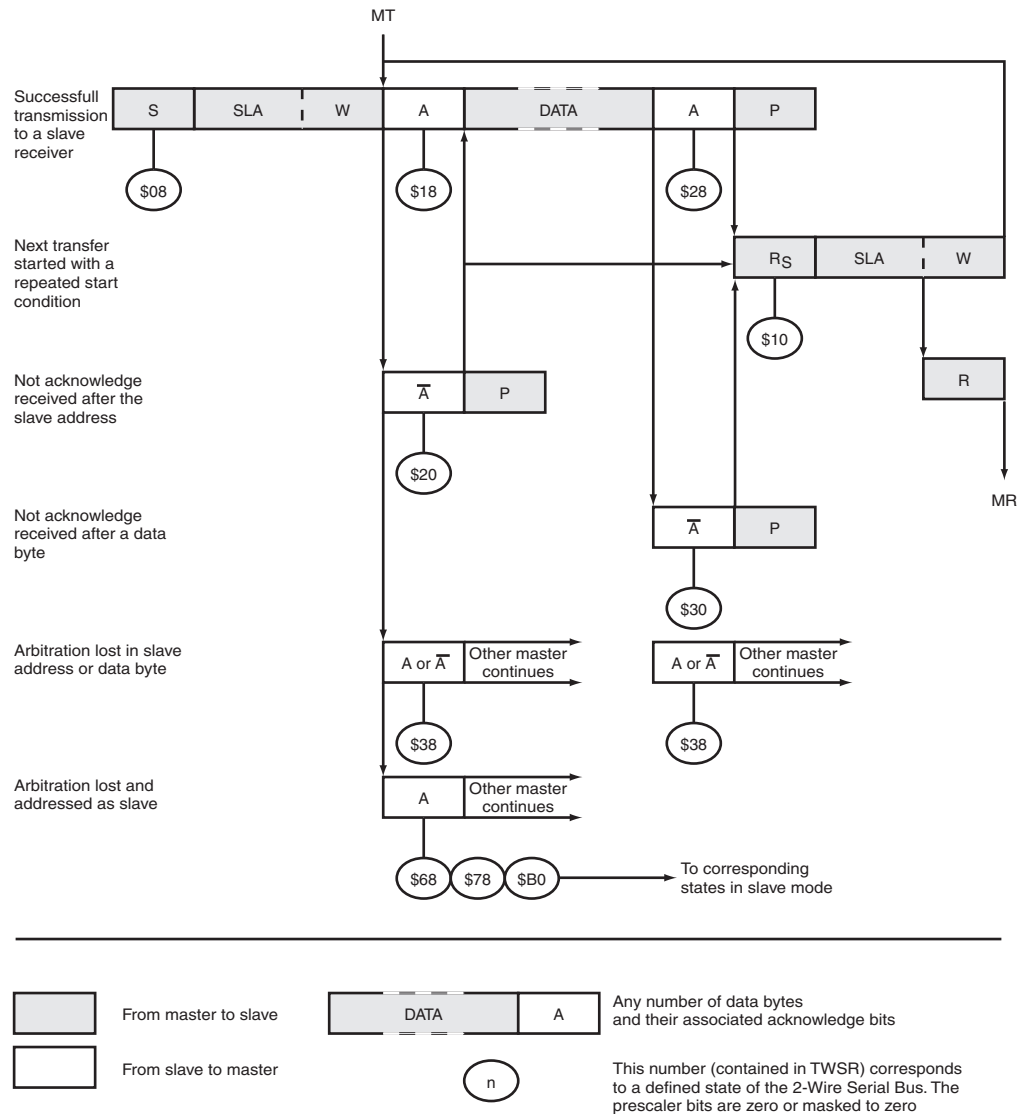 MT
Successfull
transmission
to a slave
receiver
S
SLA
W
A
DATA
A
P
$08
$18
$28
Next transfer
started with a
repeated start
condition
RS
SLA
W
$10
Not acknowledge
received after the
slave address
A
P
R
$20
MR
Not acknowledge
received after a data
byte
A
P
$30
Arbitration lost in slave
address or data byte
A or A
Other master
continues
A or A
Other master
continues
$38
$38
Arbitration lost and
addressed as slave
A
Other master
continues
$68
$78
$B0
To corresponding
states in slave mode
From master to slave
DATA
A
Any number of data bytes
and their associated acknowledge bits
From slave to master
n
This number (contained in TWSR) corresponds
to a defined state of the 2-Wire Serial Bus. The
prescaler bits are zero or masked to zero